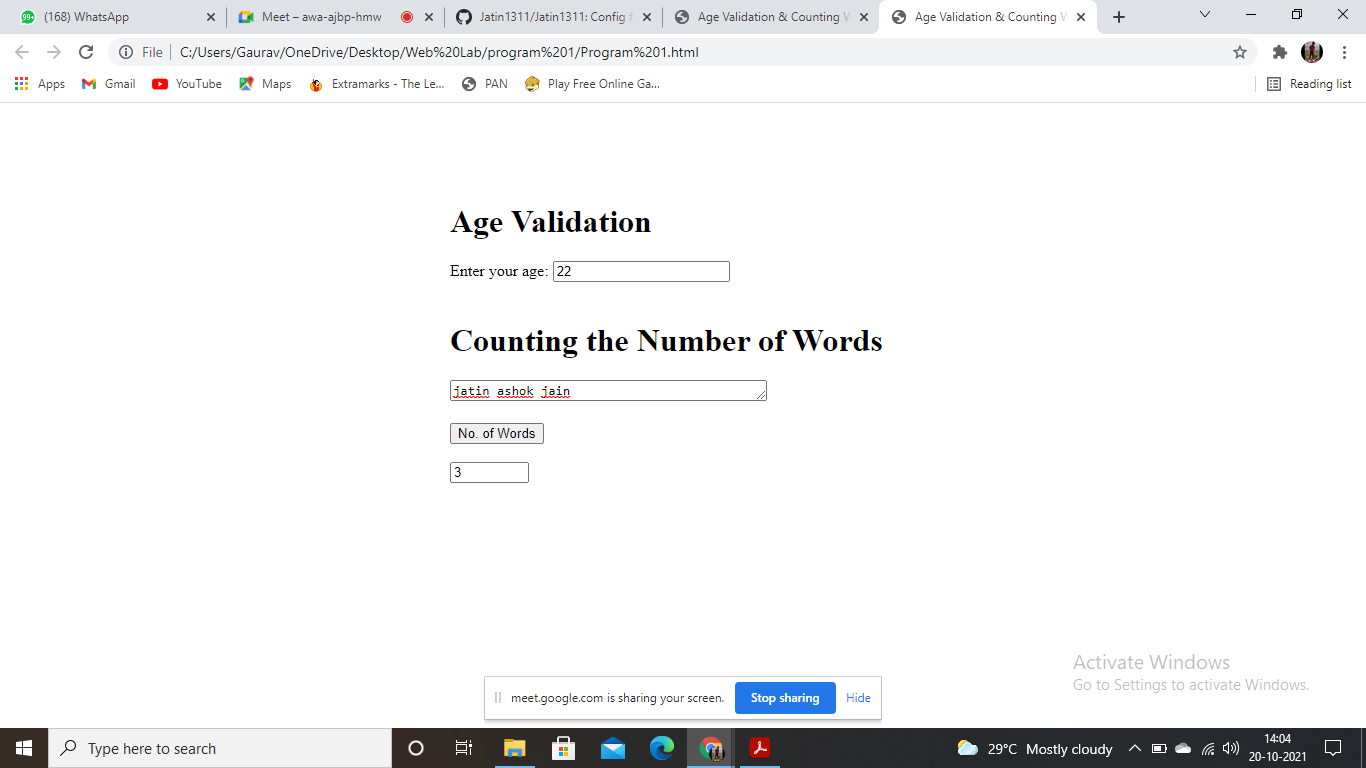 (168) WhatsApp
Meet – awa-ajbp-hmw
Jatin1311/Jatin1311: Config f
Age Validation & Counting W
Age Validation & Counting W
File
C:/Users/Gaurav/OneDrive/Desktop/Web%20Lab/program%201/Program%201.html
Apps
Gmail
YouTube
Maps
Extramarks - The Le...
PAN
Play Free Online Ga...
Reading list
Age Validation
Enter your age: 22
Counting the Number of Words
jatin ashok jain
No. of Words
3
Activate Windows
Go to Settings to activate Windows.
meet.google.com is sharing your screen.
Stop sharing
Hide
Type here to search
29°C Mostly cloudy
14:04
20-10-2021